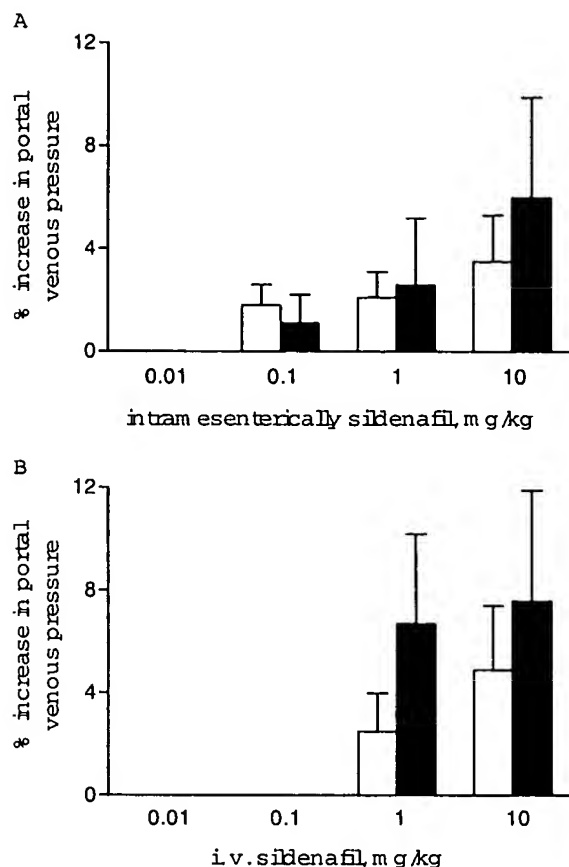 A
% increase in portal
venous pressure
12
8
4
0
0.01 0.1 1 10
intramesenterically sildenafil, mg/kg
B
% increase in portal
venous pressure
12
8
4
0
0.01 0.1 1 10
i.v. sildenafil, mg/kg